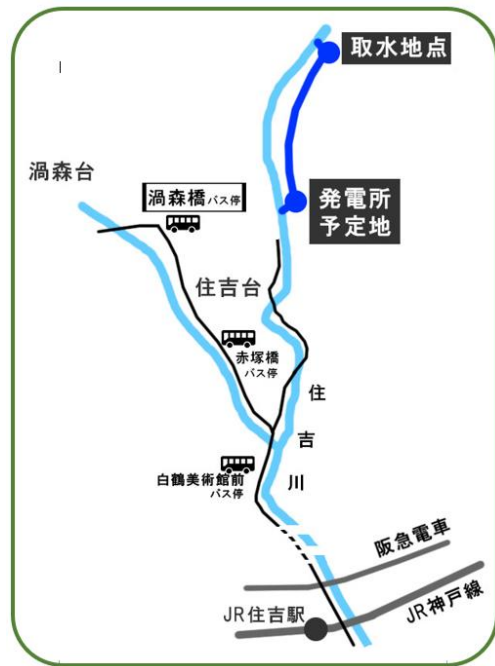 取水地点
渦森台
渦森橋バス停
発電所
予定地
住吉台
赤塚橋
バス停
住吉川
白鶴美術館前
バス停
阪急電車
JR住吉駅
JR神戸線